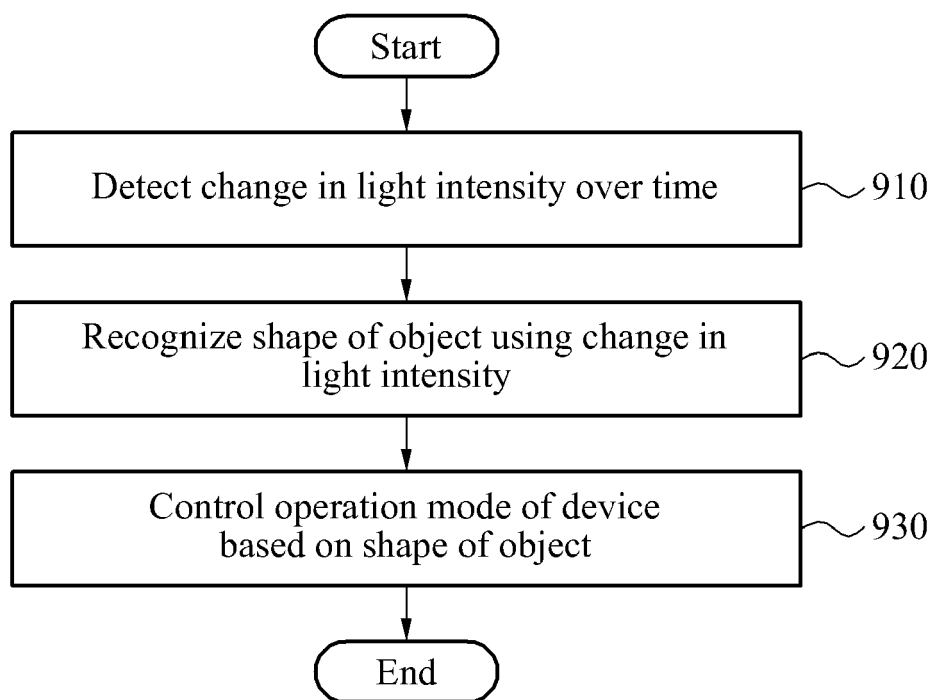 Start
Detect change in light intensity over time
910
Recognize shape of object using change in
light intensity
920
Control operation mode of device
based on shape of object
930
End